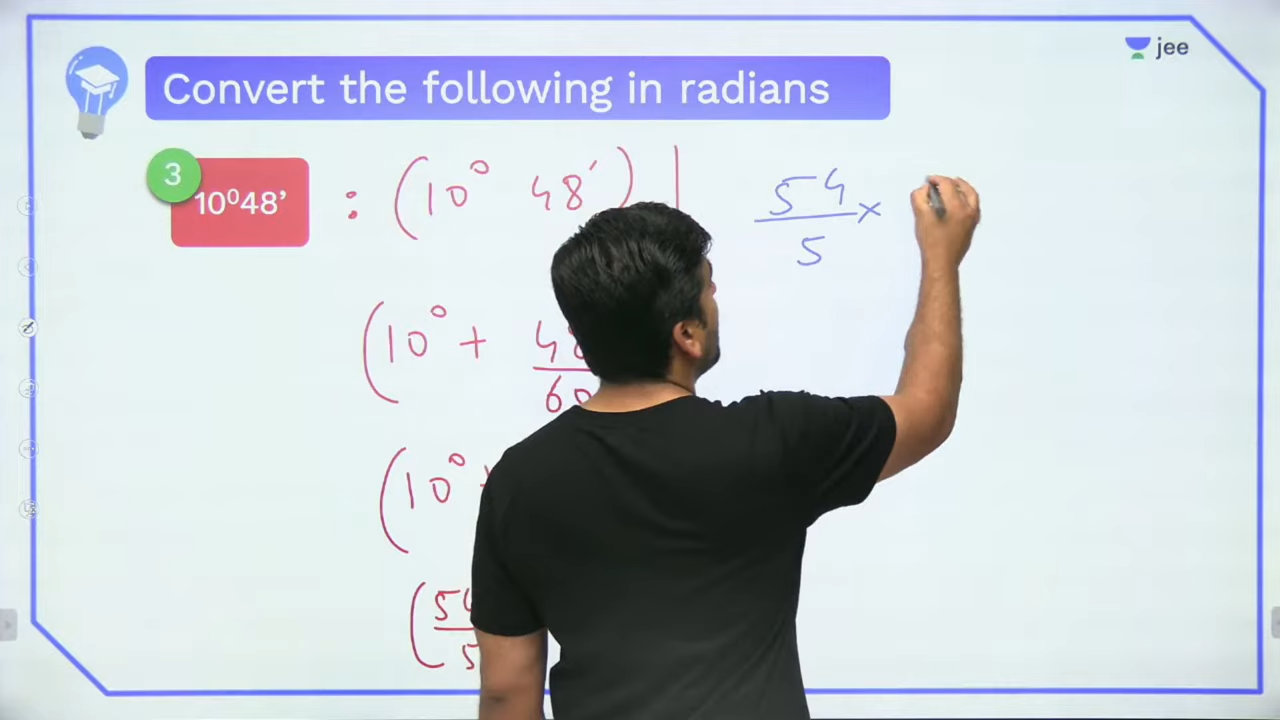 jee
Convert the following in radians
3
10⁰48’ : (10° 48′)
54/5 ×
(10° + 48/60
(10° +
(54/5